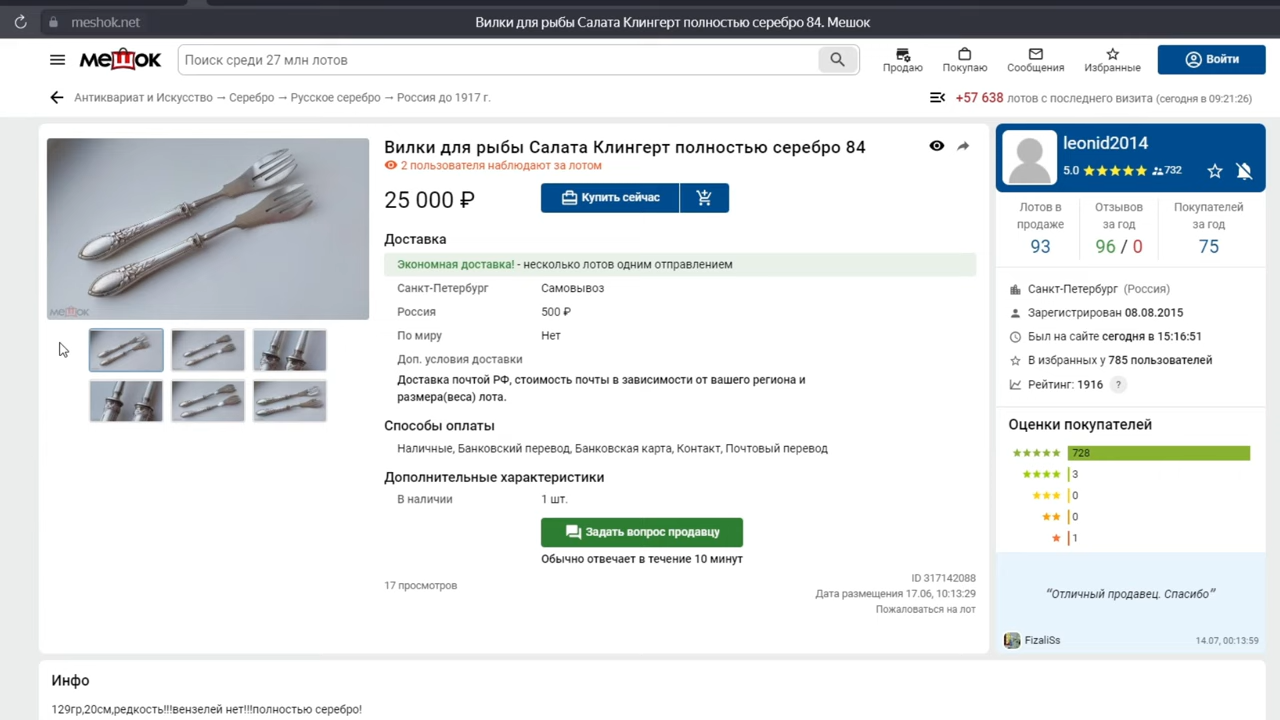 meshok.net
Вилки для рыбы Салата Клингерт полностью серебро 84. Мешок
мешок
Поиск среди 27 млн лотов
Продаю
Покупаю
Сообщения
Избранные
Войти
Антиквариат и Искусство → Серебро → Русское серебро → Россия до 1917 г.
+57 638 лотов с последнего визита (сегодня в 09:21:26)
Вилки для рыбы Салата Клингерт полностью серебро 84
2 пользователя наблюдают за лотом
25 000 ₽
Купить сейчас
Доставка
Экономная доставка! - несколько лотов одним отправлением
Санкт-Петербург Самовывоз
Россия 500 ₽
По миру Нет
Доп. условия доставки
Доставка почтой РФ, стоимость почты в зависимости от вашего региона и
размера(веса) лота.
Способы оплаты
Наличные, Банковский перевод, Банковская карта, Контакт, Почтовый перевод
Дополнительные характеристики
В наличии 1 шт.
Задать вопрос продавцу
Обычно отвечает в течение 10 минут
17 просмотров
ID 317142088
Дата размещения 17.06, 10:13:29
Пожаловаться на лот
мешок
leonid2014
5.0 732
Лотов в продаже
93
Отзывов за год
96 / 0
Покупателей за год
75
Санкт-Петербург (Россия)
Зарегистрирован 08.08.2015
Был на сайте сегодня в 15:16:51
В избранных у 785 пользователей
Рейтинг: 1916 ?
Оценки покупателей
728
3
0
0
1
“Отличный продавец. Спасибо”
FizaliSs 14.07, 00:13:59
Инфо
129гр,20см,редкость!!!вензелей нет!!!полностью серебро!